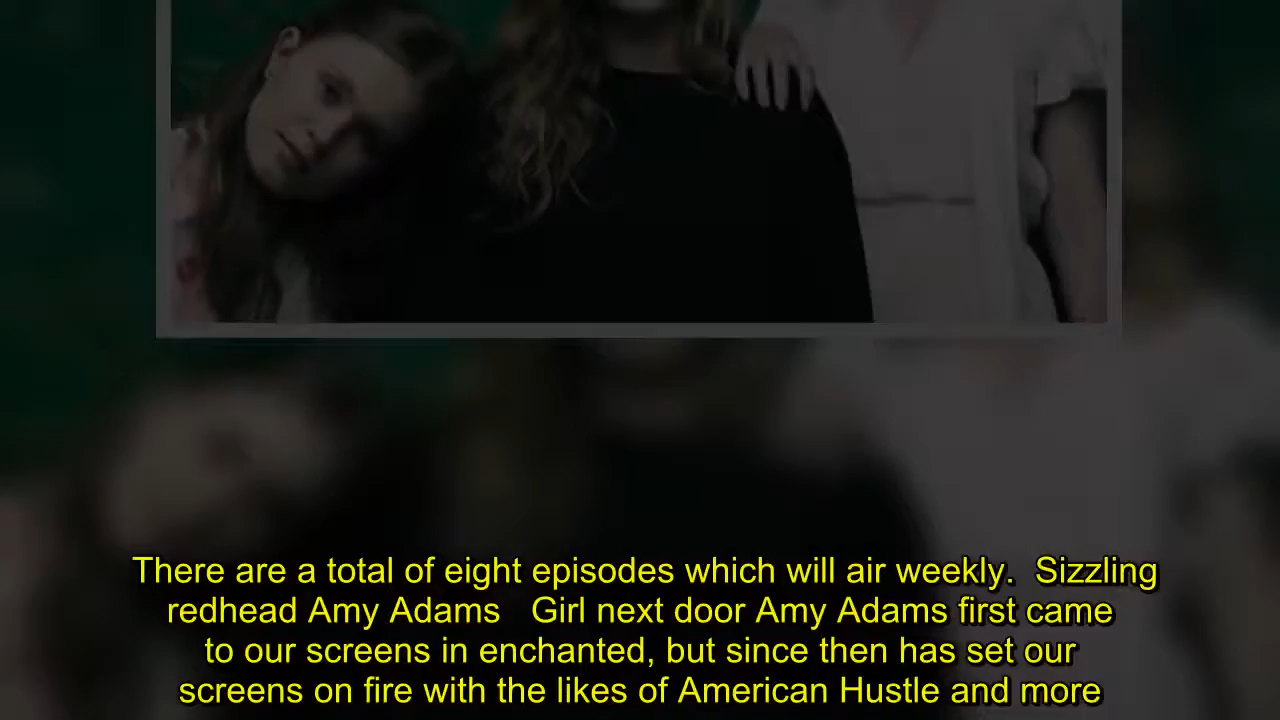 There are a total of eight episodes which will air weekly.  Sizzling
redhead Amy Adams   Girl next door Amy Adams first came
to our screens in enchanted, but since then has set our
screens on fire with the likes of American Hustle and more